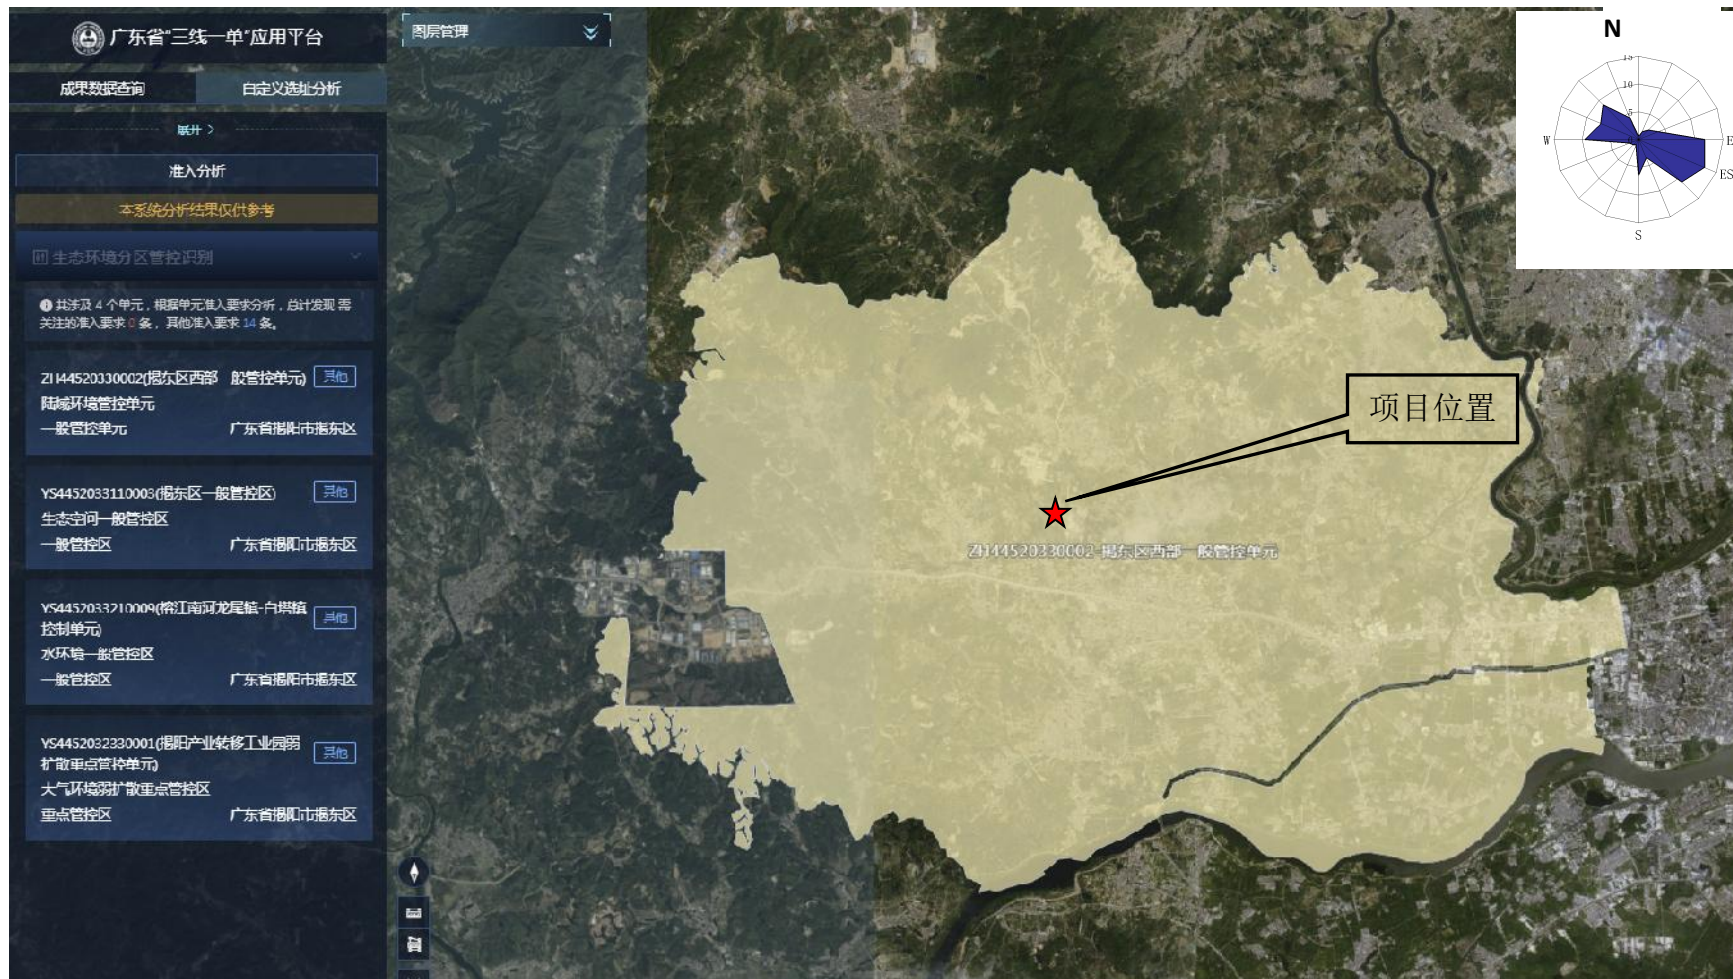 广东省“三线一单”应用平台
成果数据查询
自定义选址分析
展开
准入分析
本系统分析结果仅供参考
生态环境分区管控识别
共涉及 4 个单元，根据单元准入要求分析，总计发现 需
关注的准入要求 0 条，其他准入要求 14 条。
ZH44520330002(揭东区西部一般管控单元)
其他
陆域环境管控单元
一般管控单元
广东省揭阳市揭东区
YS4452033110003(揭东区一般管控区)
其他
生态空间一般管控区
一般管控区
广东省揭阳市揭东区
YS4452033210009(榕江南河龙尾镇-白塔镇
控制单元)
其他
水环境一般管控区
一般管控区
广东省揭阳市揭东区
YS4452032330001(揭阳产业转移工业园弱
扩散重点管控单元)
其他
大气环境弱扩散重点管控区
重点管控区
广东省揭阳市揭东区
图层管理
项目位置
ZH44520330002-揭东区西部一般管控单元
N
15
10
5
W
E
ES
S